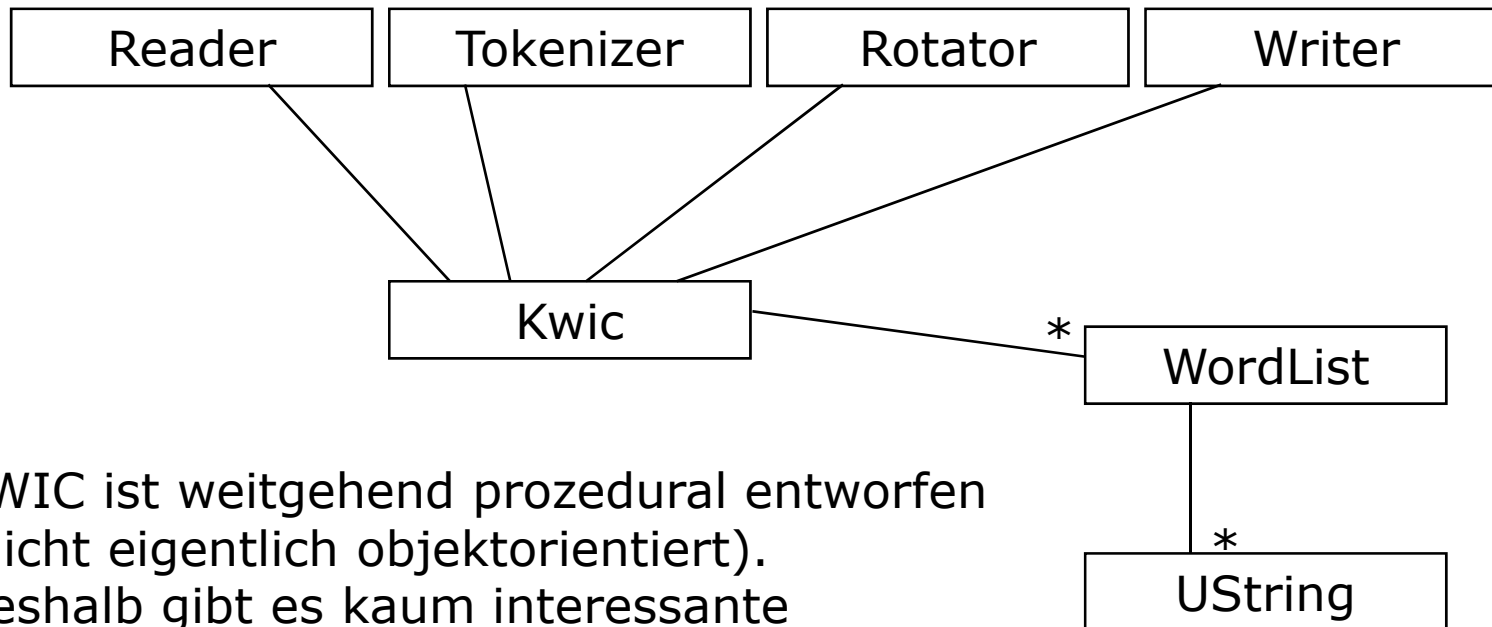 Reader Tokenizer Rotator Writer
Kwic
*
WordList
WIC ist weitgehend prozedural entworfen
icht eigentlich objektorientiert).
*
eshalb gibt es kaum interessante
UString